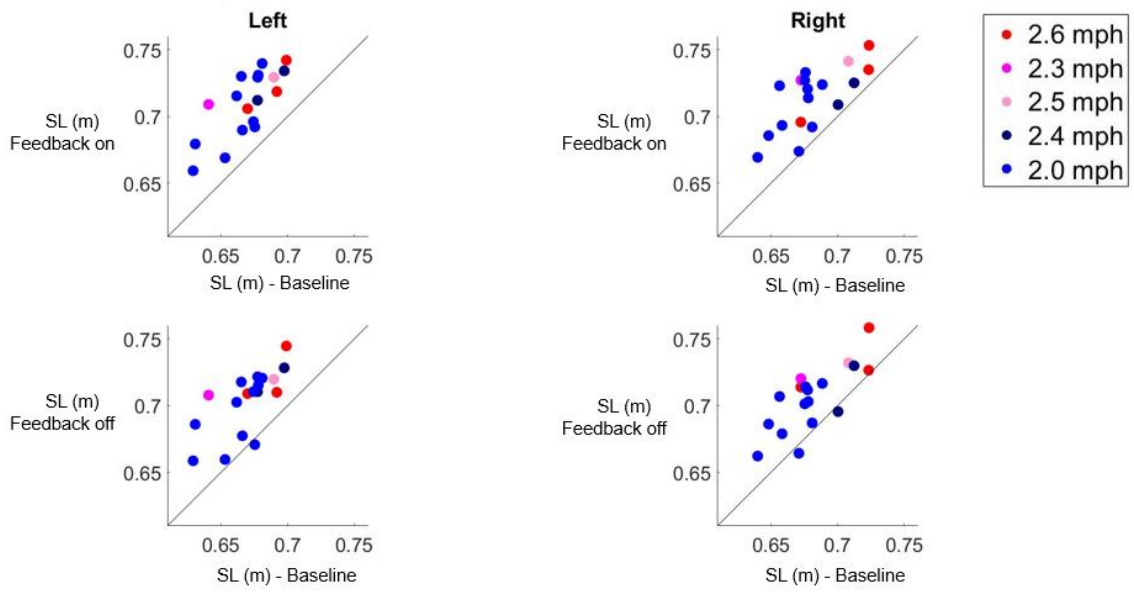 Left
0.75
0.7
0.65
SL (m)
Feedback on
0.65 0.7 0.75
SL (m) - Baseline
Right
0.75
0.7
0.65
SL (m)
Feedback on
0.65 0.7 0.75
SL (m) - Baseline
2.6 mph
2.3 mph
2.5 mph
2.4 mph
2.0 mph
0.75
0.7
0.65
SL (m)
Feedback off
0.65 0.7 0.75
SL (m) - Baseline
0.75
0.7
0.65
SL (m)
Feedback off
0.65 0.7 0.75
SL (m) - Baseline